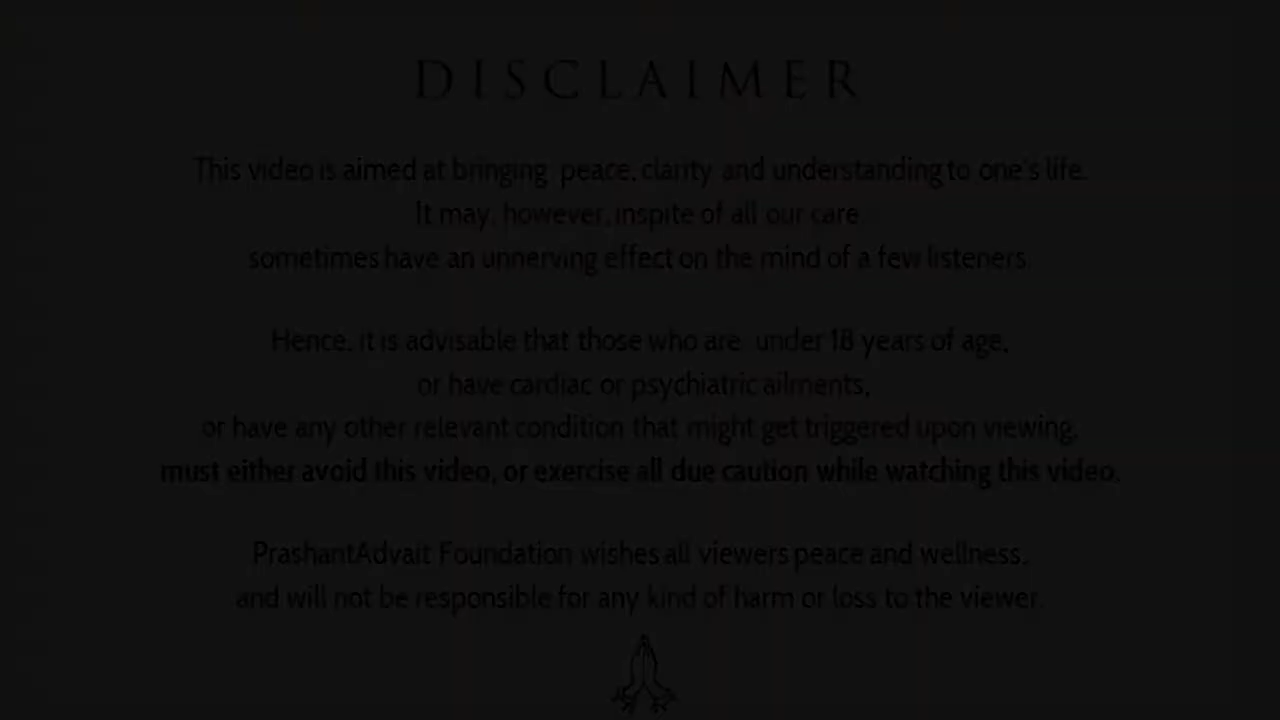 DISCLAIMER
This video is aimed at bringing peace, clarity and understanding to one's life.
It may, however, inspite of all our care
sometimes have an unnerving effect on the mind of a few listeners.
Hence, it is advisable that those who are under 18 years of age,
or have cardiac or psychiatric ailments,
or have any other relevant condition that might get triggered upon viewing,
must either avoid this video, or exercise all due caution while watching this video.
PrashantAdvait Foundation wishes all viewers peace and wellness.
and will not be responsible for any kind of harm or loss to the viewer.